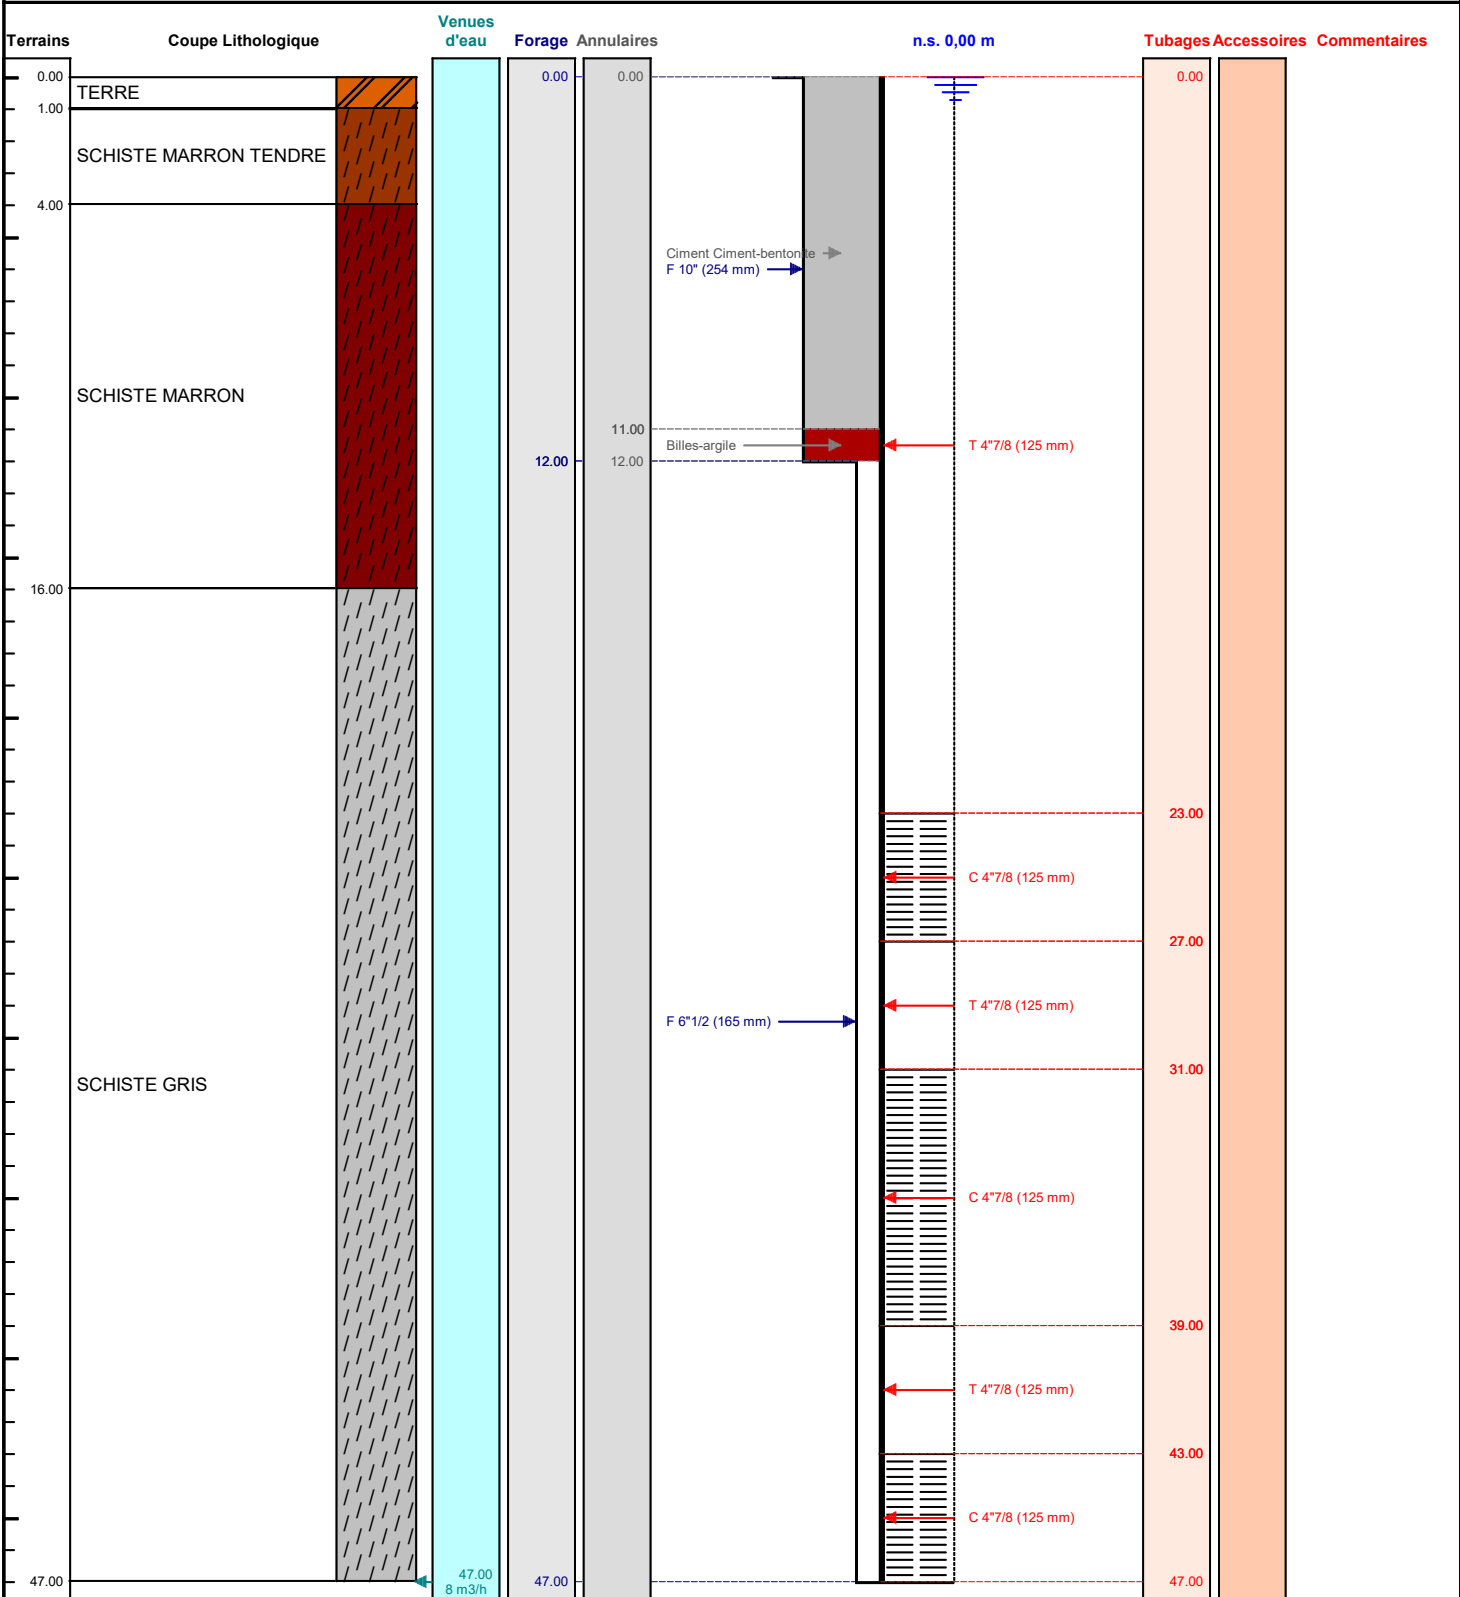 Venues
Terrains Coupe Lithologique d'eau Forage Annulaires n.s. 0,00 m Tubages Accessoires Commentaires
0.00 0.00 0.00 0.00
TERRE
1.00
SCHISTE MARRON TENDRE
4.00
Ciment Ciment-bentonite
F 10" (254 mm)
SCHISTE MARRON
11.00
Billes-argile T 4"7/8 (125 mm)
12.00 12.00
16.00
23.00
C 4"7/8 (125 mm)
27.00
T 4"7/8 (125 mm)
F 6"1/2 (165 mm)
31.00
SCHISTE GRIS
C 4"7/8 (125 mm)
39.00
T 4"7/8 (125 mm)
43.00
C 4"7/8 (125 mm)
47.00 47.00 47.00 47.00
8 m3/h